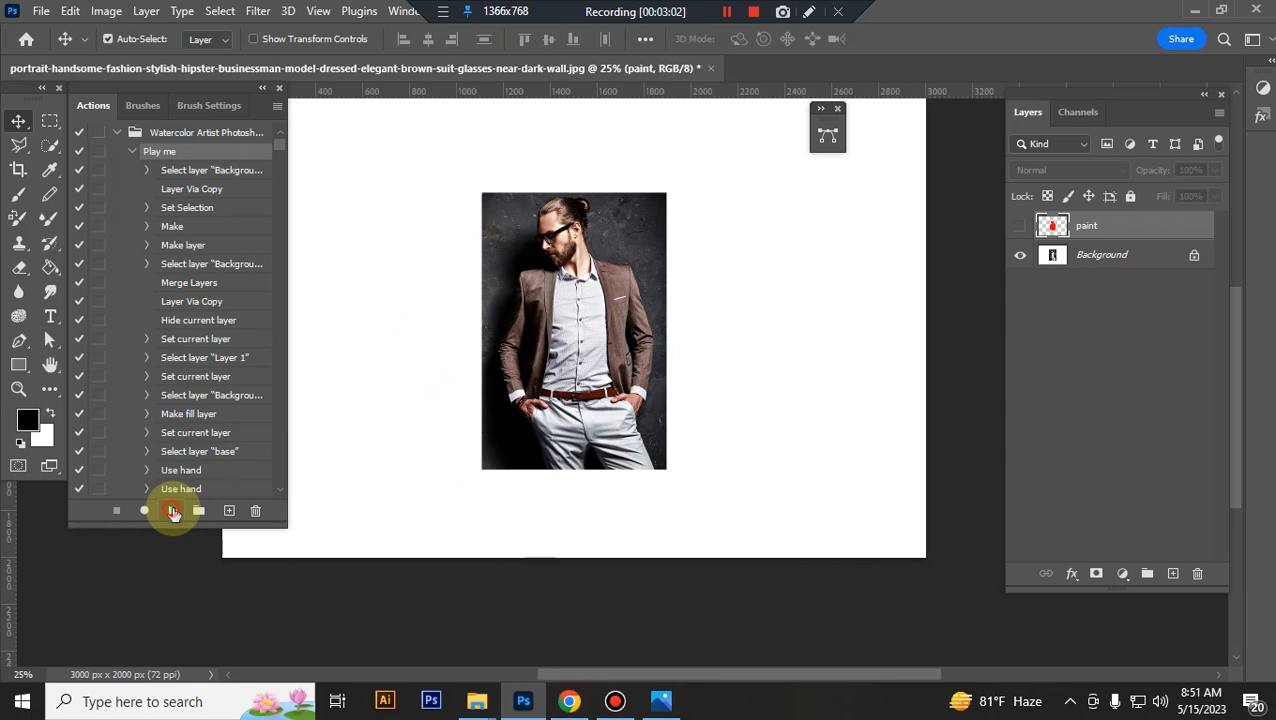 Ps File Edit Image Layer Type Select Filter 3D View Plugins Windo
1366x768 Recording [00:03:02]
Auto-Select: Layer Show Transform Controls 3D Mode: Share
portrait-handsome-fashion-stylish-hipster-businessman-model-dressed-elegant-brown-suit-glasses-near-dark-wall.jpg @ 25% (paint, RGB/8) *
400 600 800 1000 1200 1400 1600 1800 2000 2200 2400 2600 2800 3000 3200
Actions Brushes Brush Settings
Watercolor Artist Photosh...
Play me
Select layer “Backgrou...
Layer Via Copy
Set Selection
Make
Make layer
Select layer “Backgrou...
Merge Layers
Layer Via Copy
Hide current layer
Set current layer
Select layer “Layer 1”
Set current layer
Select layer “Backgrou...
Make fill layer
Set current layer
Select layer “base”
Use hand
Use hand
Layers Channels
Kind
Normal Opacity: 100%
Lock: Fill: 100%
paint
Background
25% 3000 px x 2000 px (72 ppi)
Type here to search
Ai Ps Ps
81°F Haze
8:51 AM
5/15/2023
20